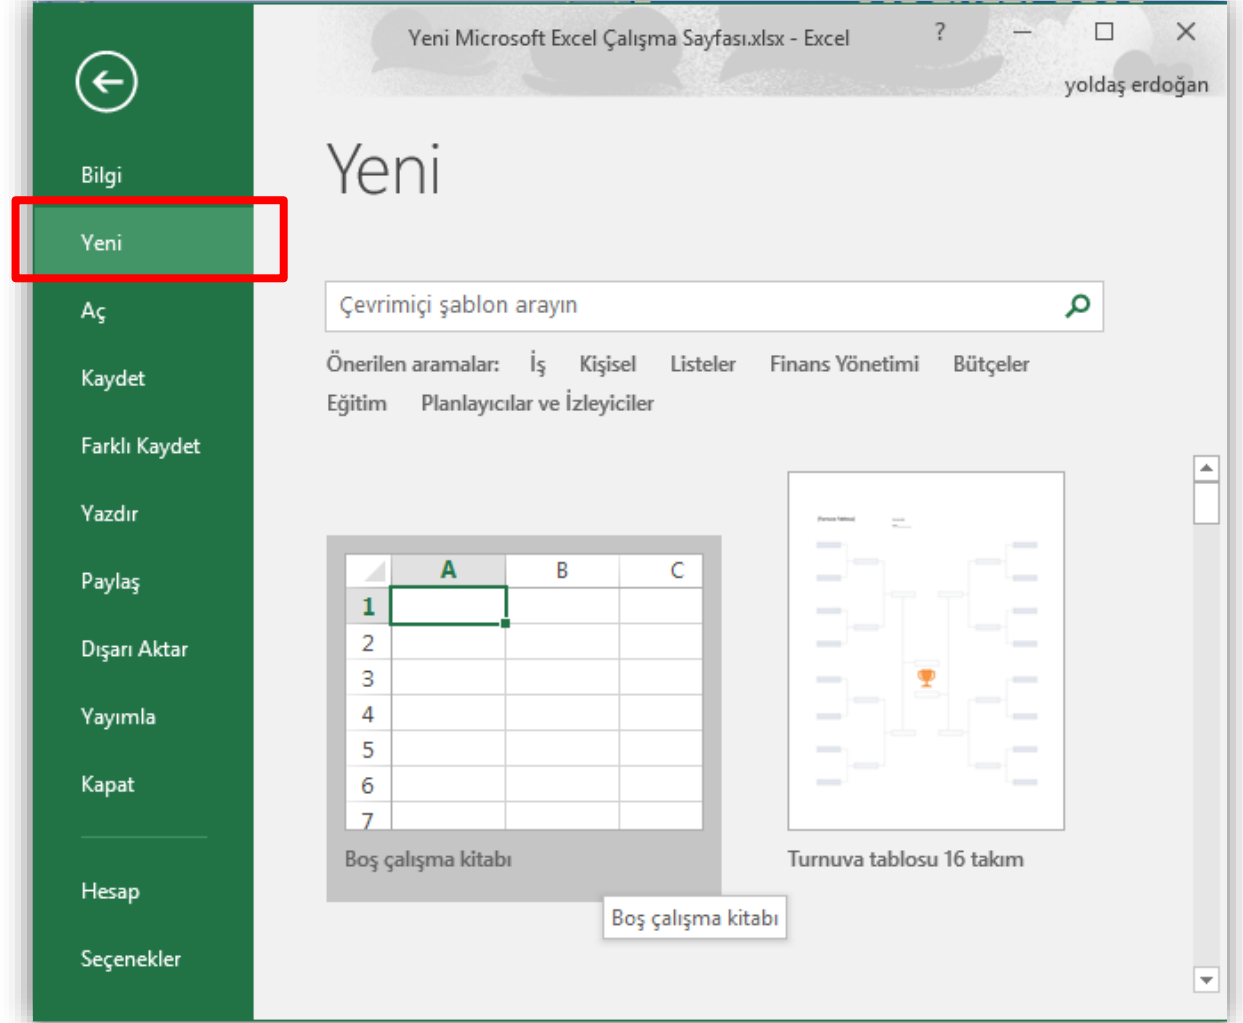 Yeni Microsoft Excel Çalışma Sayfası.xlsx - Excel ?
yoldaş erdoğan
Bilgi
Yeni
Aç
Kaydet
Farklı Kaydet
Yazdır
Paylaş
Dışarı Aktar
Yayımla
Kapat
Hesap
Seçenekler
Yeni
Çevrimiçi şablon arayın
Önerilen aramalar: İş Kişisel Listeler Finans Yönetimi Bütçeler
Eğitim Planlayıcılar ve İzleyiciler
A B C
1
2
3
4
5
6
7
Boş çalışma kitabı
Turnuva tablosu 16 takım
Boş çalışma kitabı